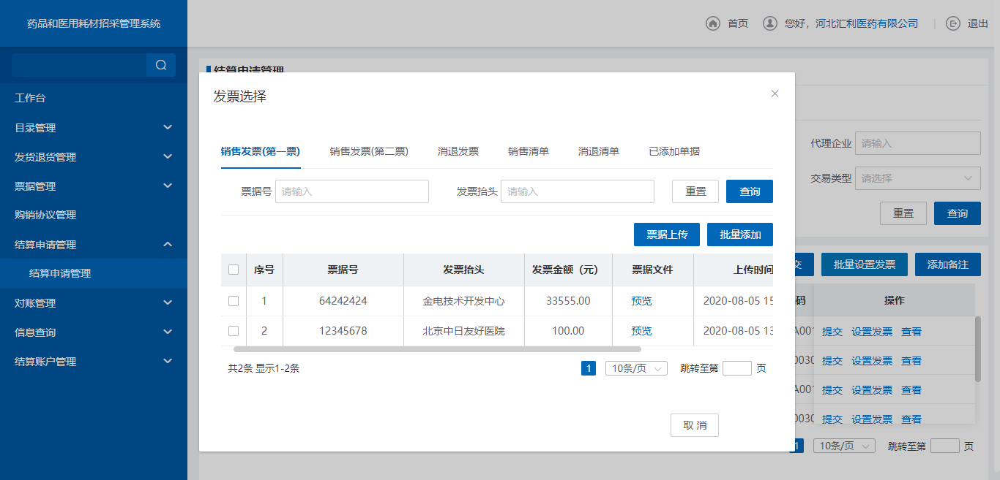 药品和医用耗材招采管理系统
首页
您好，河北汇利医药有限公司
退出
工作台
目录管理
发货退货管理
票据管理
购销协议管理
结算申请管理
结算申请管理
对账管理
信息查询
结算账户管理
结算申请管理
发票选择
销售发票(第一票) 销售发票(第二票) 消退发票 销售清单 消退清单 已添加单据
票据号 请输入 发票抬头 请输入 重置 查询
票据上传 批量添加
序号 票据号 发票抬头 发票金额（元） 票据文件 上传时间
1 64242424 金电技术开发中心 33555.00 预览 2020-08-05 15
2 12345678 北京中日友好医院 100.00 预览 2020-08-05 13
共2条 显示1-2条 1 10条/页 跳转至第 页
取 消
代理企业 请输入
交易类型 请选择
重置 查询
交 批量设置发票 添加备注
码 操作
A001 提交 设置发票 查看
0030 提交 设置发票 查看
A001 提交 设置发票 查看
0030 提交 设置发票 查看
1 10条/页 跳转至第 页